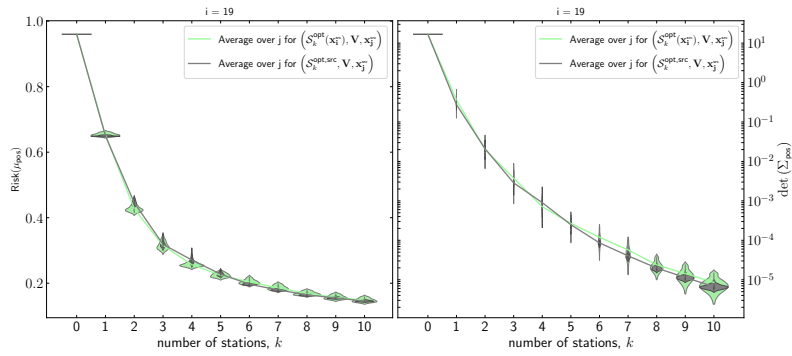 i = 19
1.0
0.8
0.6
0.4
0.2
Risk(μpos)
Average over j for (S_k^opt(x_i^m), V, x_j^m)
Average over j for (S_k^opt,src, V, x_j^m)
0 1 2 3 4 5 6 7 8 9 10
number of stations, k
i = 19
10^1
10^0
10^−1
10^−2
10^−3
10^−4
10^−5
det (Σpos)
Average over j for (S_k^opt(x_i^m), V, x_j^m)
Average over j for (S_k^opt,src, V, x_j^m)
0 1 2 3 4 5 6 7 8 9 10
number of stations, k